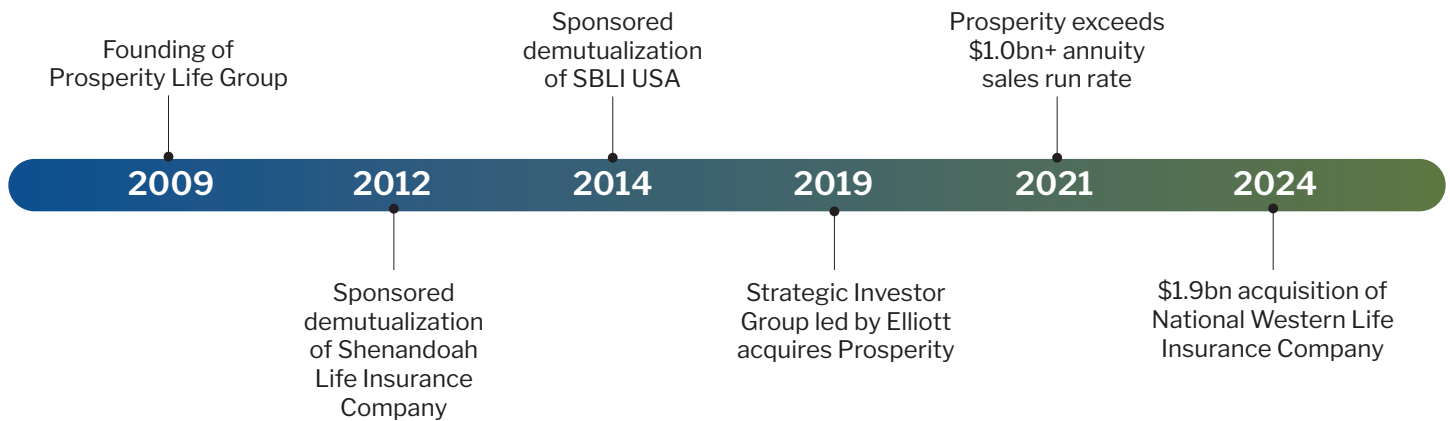 Founding of
Prosperity Life Group
Sponsored
demutualization
of SBLI USA
Prosperity exceeds
$1.0bn+ annuity
sales run rate
2009
2012
2014
2019
2021
2024
Sponsored
demutualization
of Shenandoah
Life Insurance
Company
Strategic Investor
Group led by Elliott
acquires Prosperity
$1.9bn acquisition of
National Western Life
Insurance Company